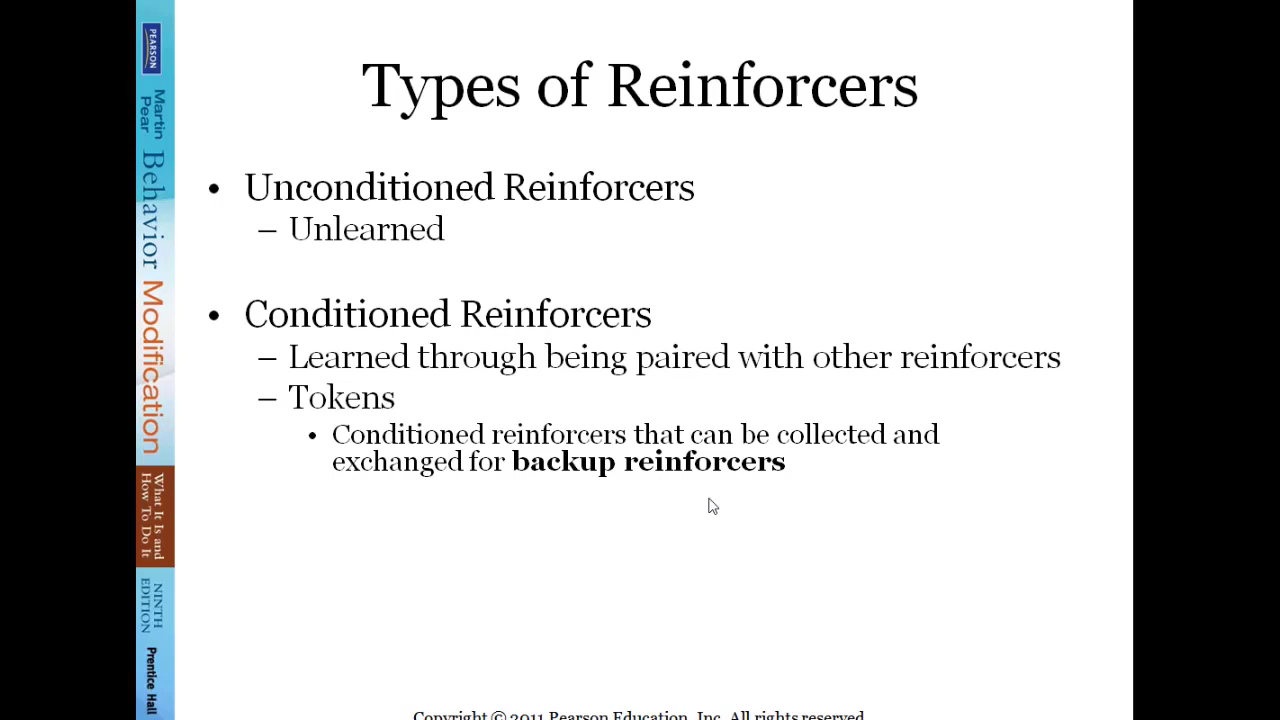 PEARSON
Martin
Pear
Behavior Modification
What It Is and
How To Do It
NINTH
EDITION
Prentice Hall
Types of Reinforcers
• Unconditioned Reinforcers
– Unlearned
• Conditioned Reinforcers
– Learned through being paired with other reinforcers
– Tokens
• Conditioned reinforcers that can be collected and
exchanged for backup reinforcers
Copyright © 2011 Pearson Education, Inc. All rights reserved